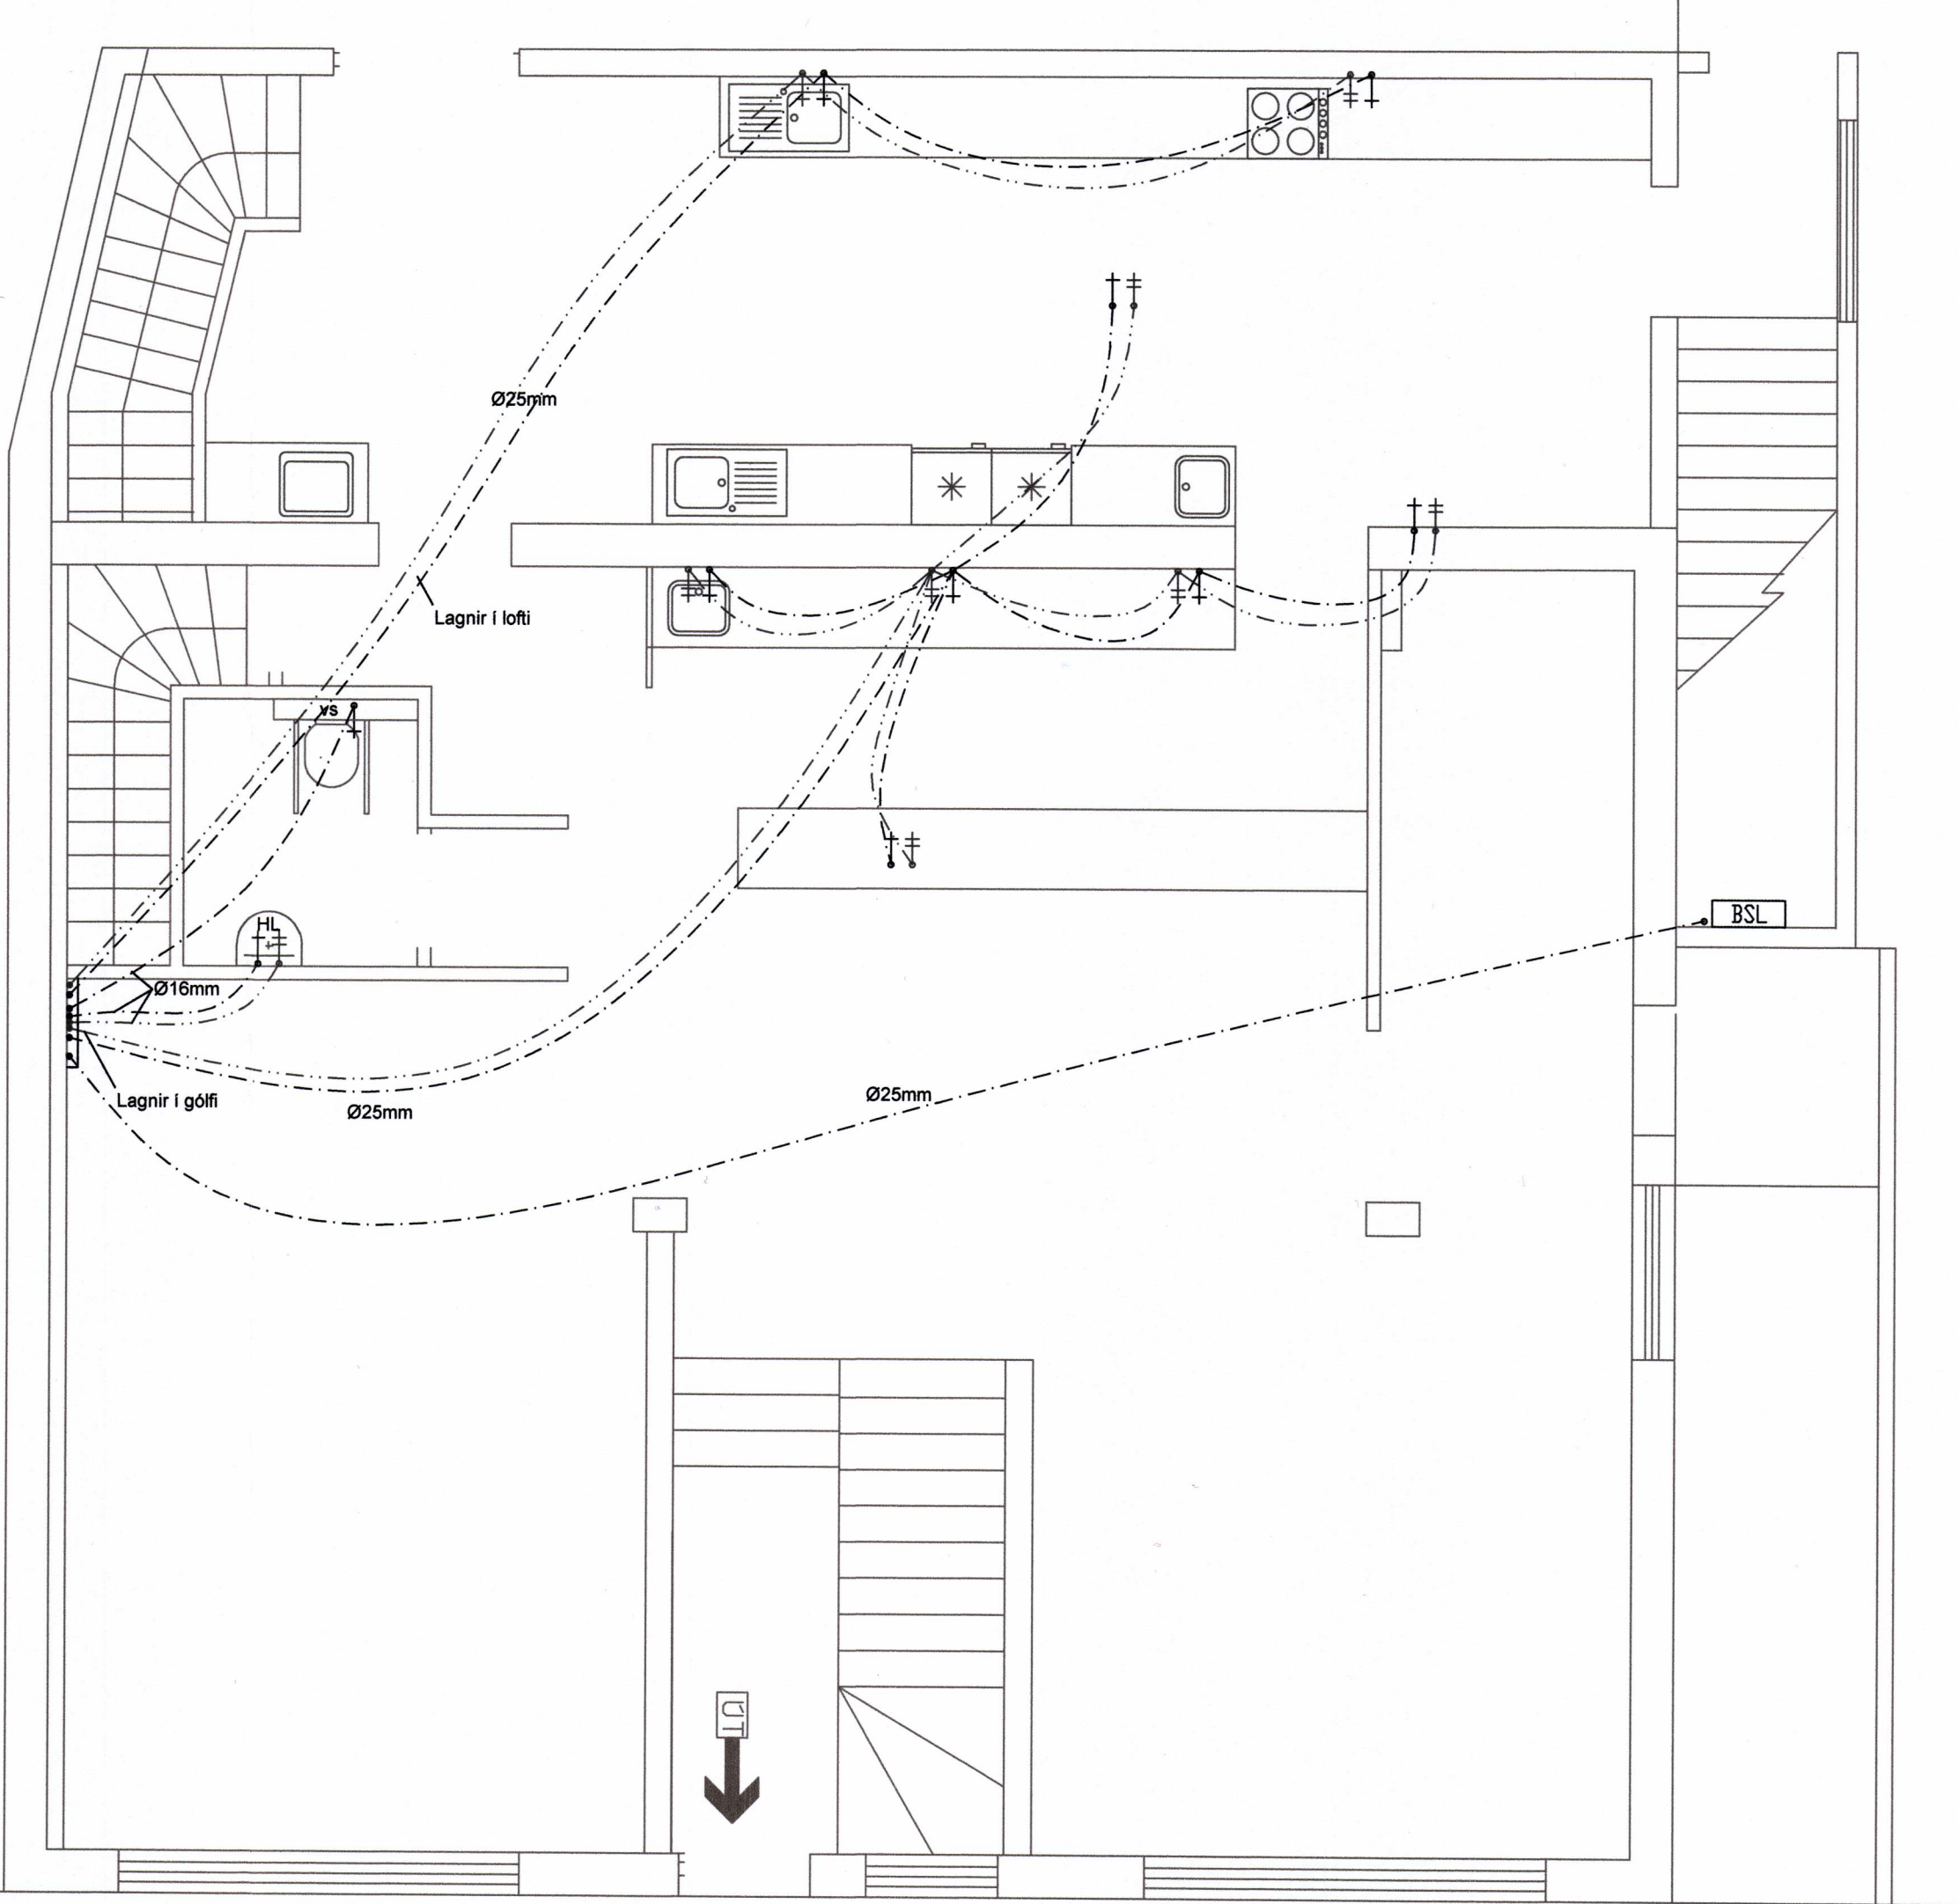 Ø25mm
Lagnir í lofti
vs
HL
BSL
Ø16mm
Lagnir í gólfi
Ø25mm
Ø25mm
ÚT